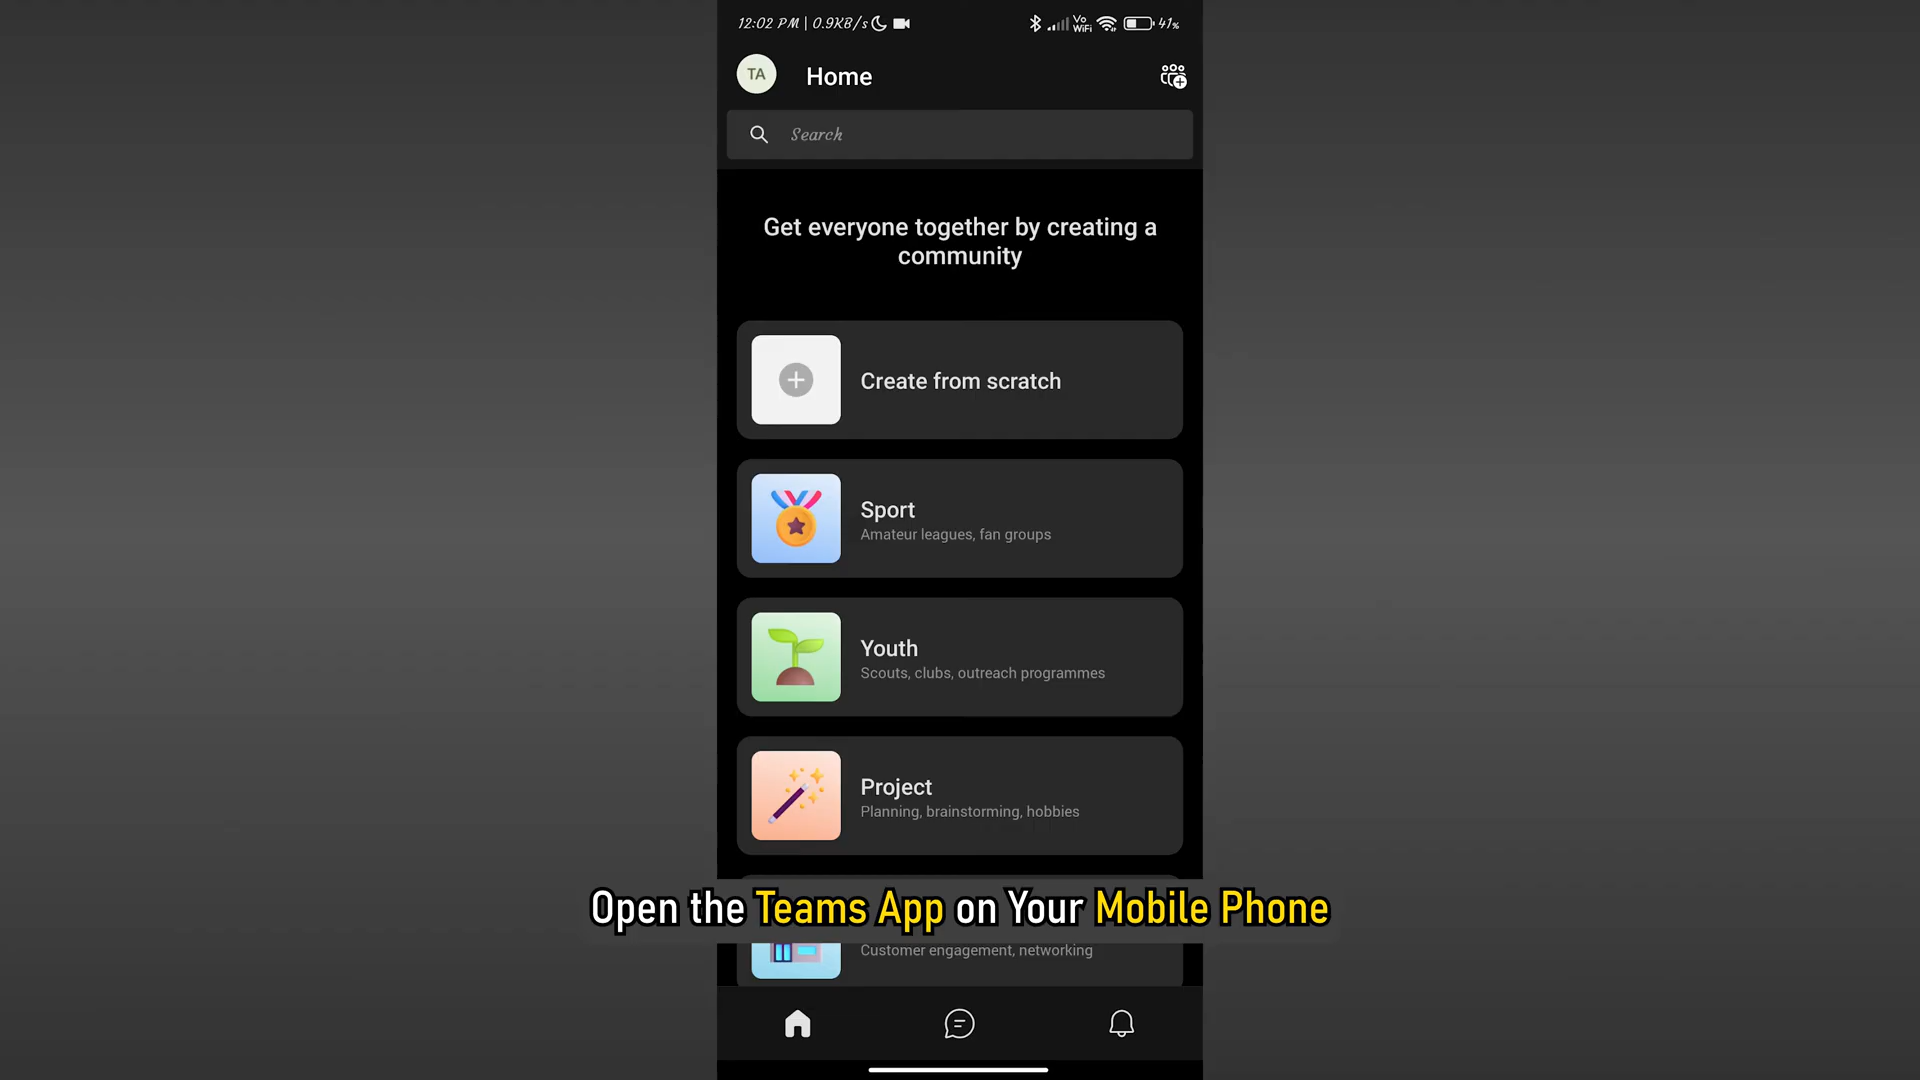 12:02 PM | 0.9KB/s
Vo
WiFi
41%
TA
Home
Search
Get everyone together by creating a
community
Create from scratch
Sport
Amateur leagues, fan groups
Youth
Scouts, clubs, outreach programmes
Project
Planning, brainstorming, hobbies
Open the Teams App on Your Mobile Phone
Customer engagement, networking